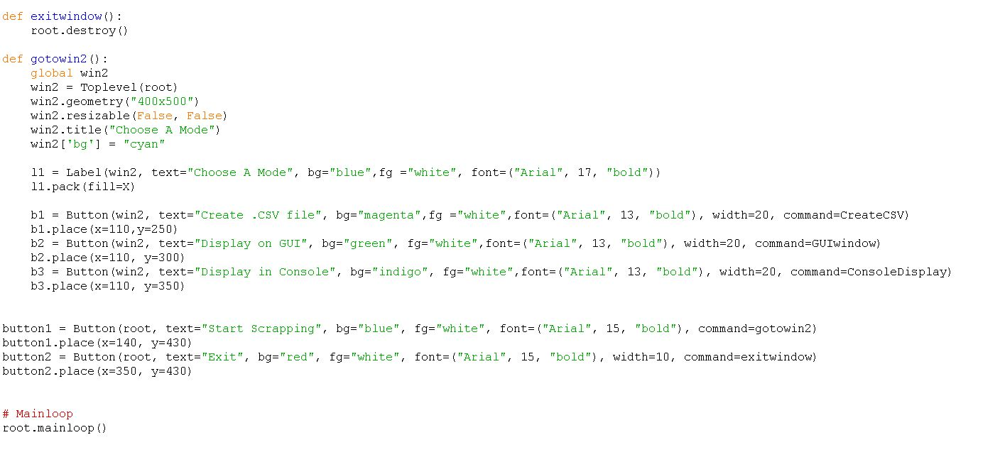 def exitwindow():
    root.destroy()

def gotowin2():
    global win2
    win2 = Toplevel(root)
    win2.geometry("400x500")
    win2.resizable(False, False)
    win2.title("Choose A Mode")
    win2['bg'] = "cyan"

    l1 = Label(win2, text="Choose A Mode", bg="blue",fg ="white", font=("Arial", 17, "bold"))
    l1.pack(fill=X)

    b1 = Button(win2, text="Create .CSV file", bg="magenta",fg ="white",font=("Arial", 13, "bold"), width=20, command=CreateCSV)
    b1.place(x=110,y=250)
    b2 = Button(win2, text="Display on GUI", bg="green", fg="white",font=("Arial", 13, "bold"), width=20, command=GUIwindow)
    b2.place(x=110, y=300)
    b3 = Button(win2, text="Display in Console", bg="indigo", fg="white",font=("Arial", 13, "bold"), width=20, command=ConsoleDisplay)
    b3.place(x=110, y=350)


button1 = Button(root, text="Start Scrapping", bg="blue", fg="white", font=("Arial", 15, "bold"), command=gotowin2)
button1.place(x=140, y=430)
button2 = Button(root, text="Exit", bg="red", fg="white", font=("Arial", 15, "bold"), width=10, command=exitwindow)
button2.place(x=350, y=430)


# Mainloop
root.mainloop()